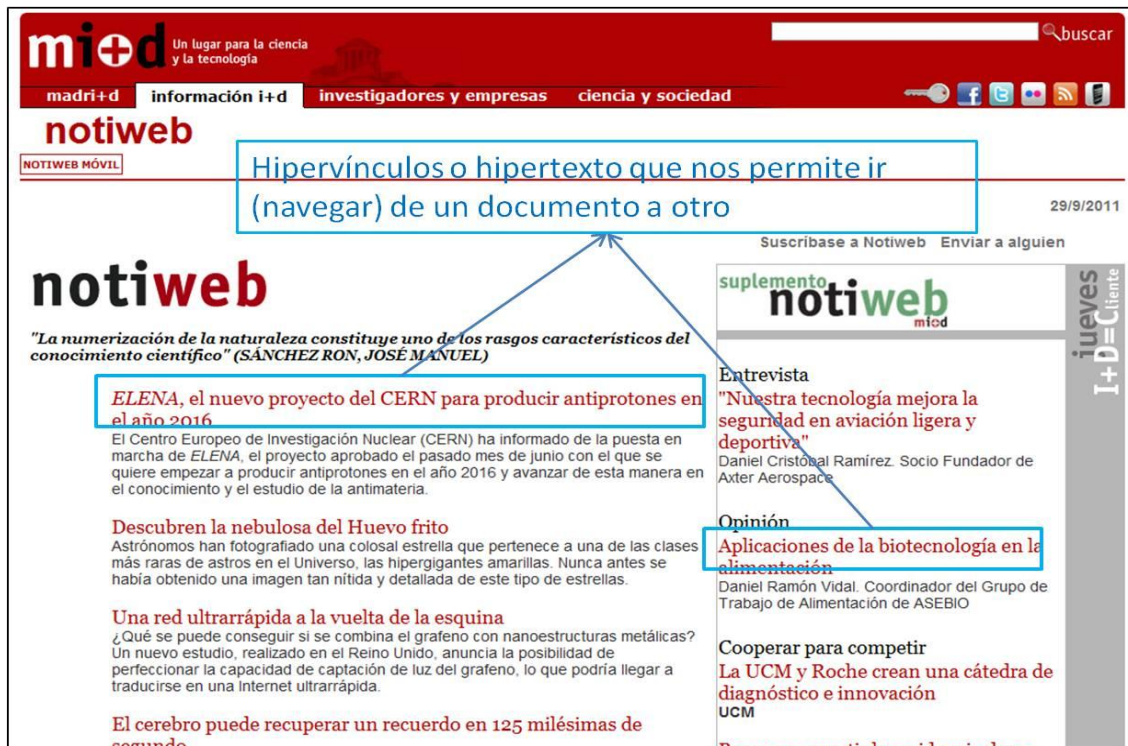 mi+d
Un lugar para la ciencia
y la tecnología
buscar
madri+d información i+d investigadores y empresas ciencia y sociedad
notiweb
NOTIWEB MÓVIL
Hipervínculos o hipertexto que nos permite ir
(navegar) de un documento a otro
29/9/2011
Suscríbase a Notiweb Enviar a alguien
notiweb
"La numerización de la naturaleza constituye uno de los rasgos característicos del
conocimiento científico" (SÁNCHEZ RON, JOSÉ MANUEL)
ELENA, el nuevo proyecto del CERN para producir antiprotones en
el año 2016
El Centro Europeo de Investigación Nuclear (CERN) ha informado de la puesta en
marcha de ELENA, el proyecto aprobado el pasado mes de junio con el que se
quiere empezar a producir antiprotones en el año 2016 y avanzar de esta manera en
el conocimiento y el estudio de la antimateria.
Descubren la nebulosa del Huevo frito
Astrónomos han fotografiado una colosal estrella que pertenece a una de las clases
más raras de astros en el Universo, las hipergigantes amarillas. Nunca antes se
había obtenido una imagen tan nítida y detallada de este tipo de estrellas.
Una red ultrarrápida a la vuelta de la esquina
¿Qué se puede conseguir si se combina el grafeno con nanoestructuras metálicas?
Un nuevo estudio, realizado en el Reino Unido, anuncia la posibilidad de
perfeccionar la capacidad de captación de luz del grafeno, lo que podría llegar a
traducirse en una Internet ultrarrápida.
El cerebro puede recuperar un recuerdo en 125 milésimas de
segundo
suplemento
notiweb
mi+d
Entrevista
"Nuestra tecnología mejora la
seguridad en aviación ligera y
deportiva"
Daniel Cristóbal Ramírez. Socio Fundador de
Axter Aerospace
Opinión
Aplicaciones de la biotecnología en la
alimentación
Daniel Ramón Vidal. Coordinador del Grupo de
Trabajo de Alimentación de ASEBIO
Cooperar para competir
La UCM y Roche crean una cátedra de
diagnóstico e innovación
UCM
jueves
I+D=Cliente